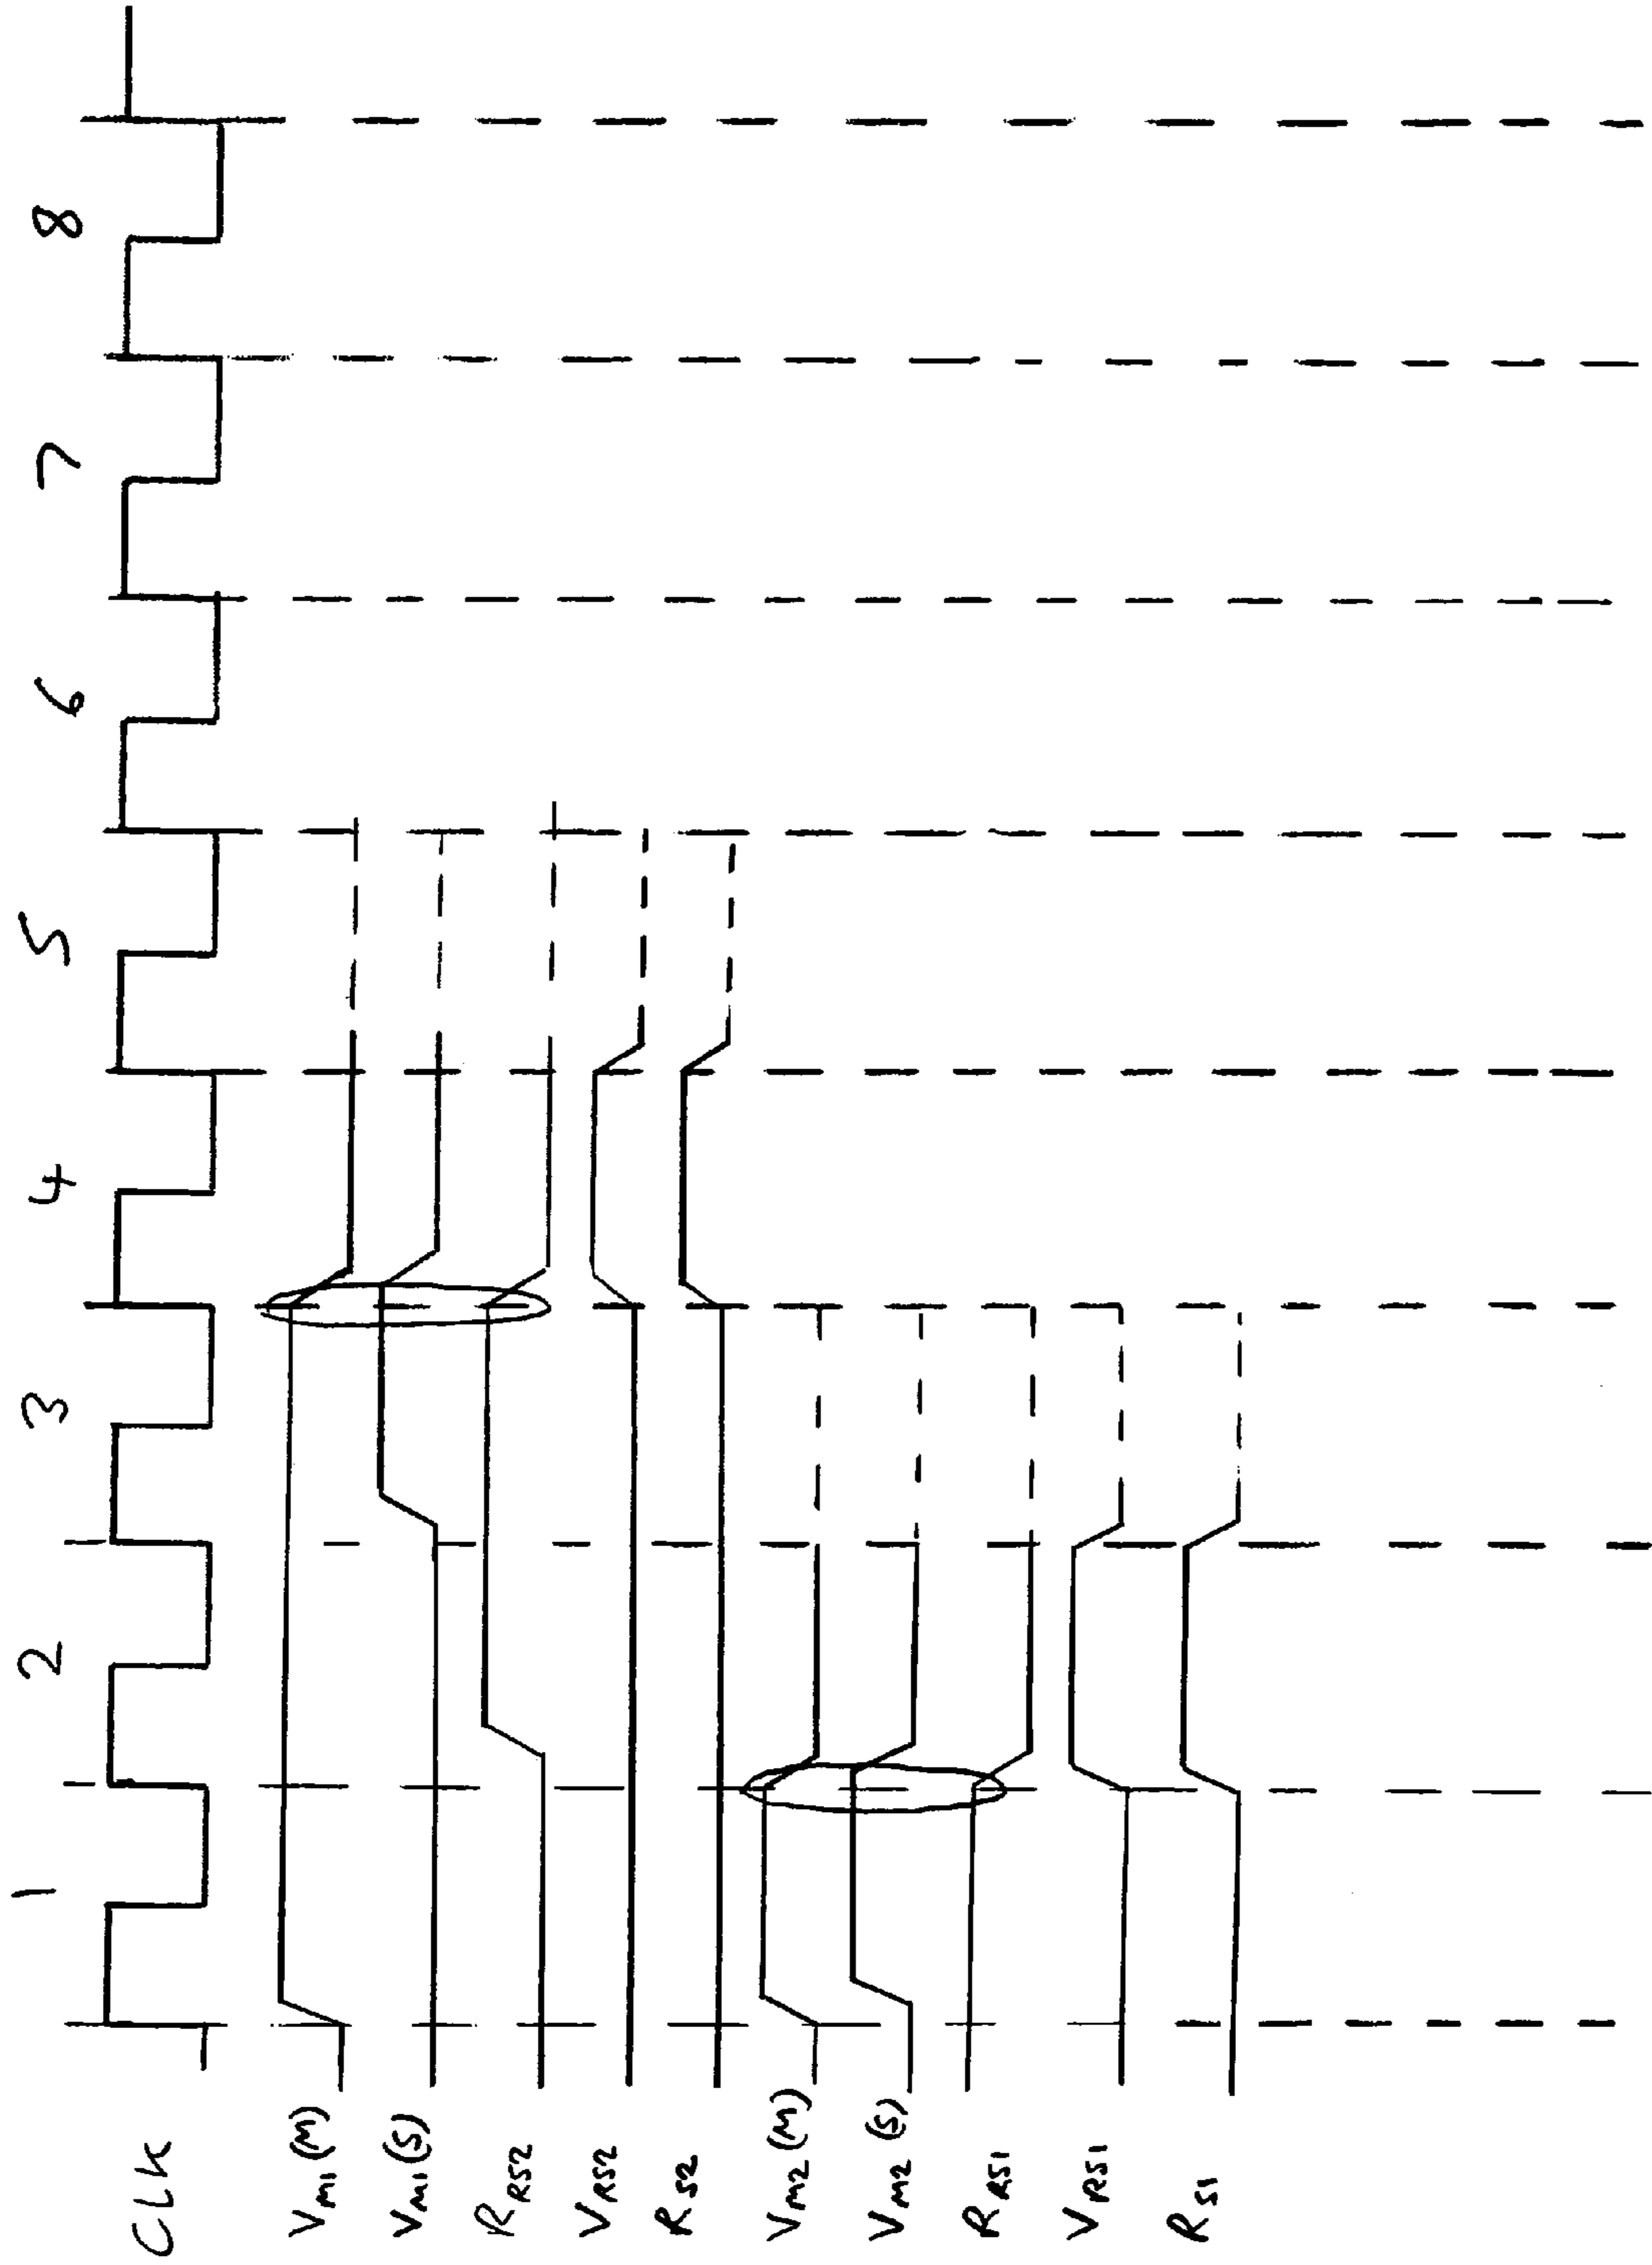 1 2 3 4 5 6 7 8
CLK
VM1(M)
VM1(S)
RRS2
VRS2
RS2
VM2(M)
VM2(S)
RRS1
VRS1
RS1